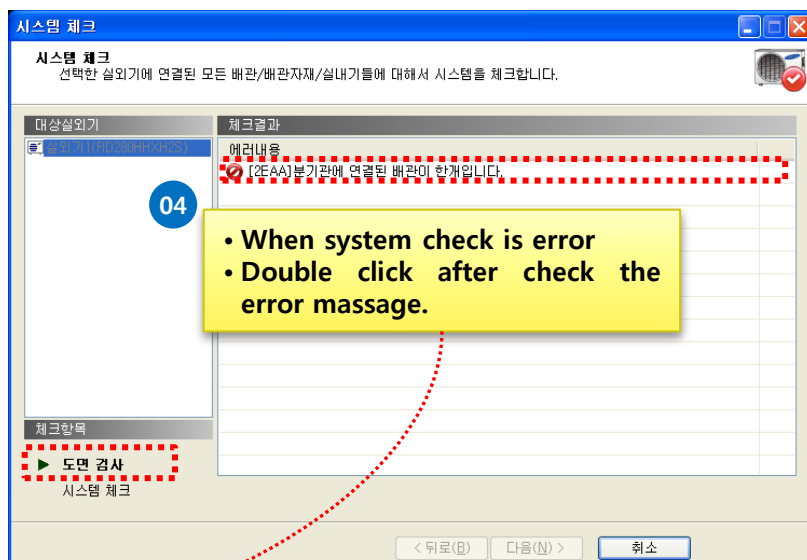 시스템 체크
시스템 체크
선택한 실외기에 연결된 모든 배관/배관자재/실내기들에 대해서 시스템을 체크합니다.
대상실외기
실외기1(RD280HHXH2S)
체크결과
에러내용
[2EAA]분기관에 연결된 배관이 한개입니다.
04
• When system check is error
• Double click after check the
error massage.
체크항목
▶ 도면 검사
시스템 체크
< 뒤로(B)
다음(N) >
취소